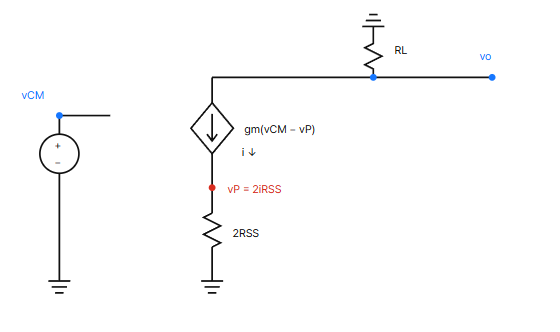 RL
vo
vCM
+
−
gm(vCM − vP)
i ↓
vP = 2iRSS
2RSS